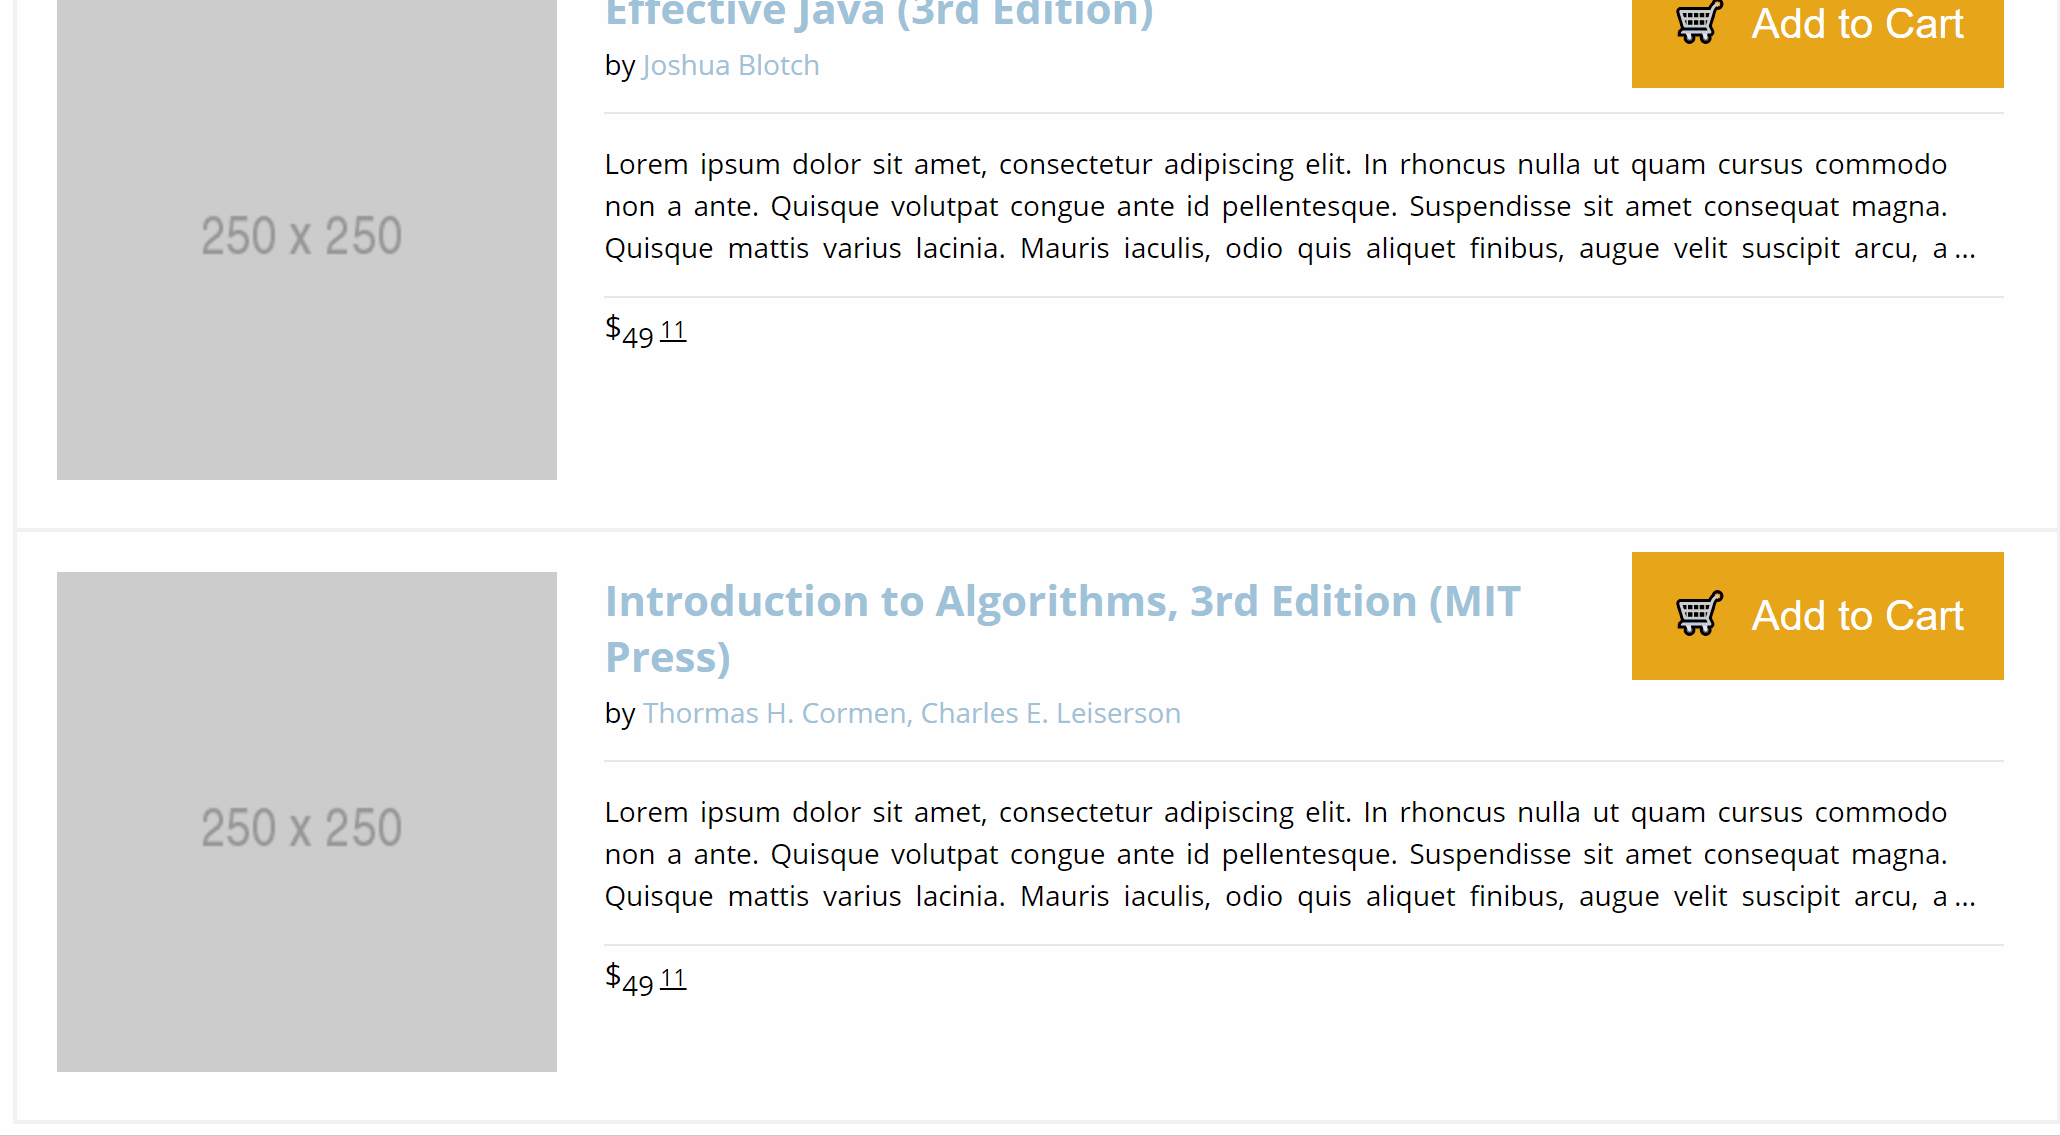 Effective Java (3rd Edition)
Add to Cart
by Joshua Blotch
Lorem ipsum dolor sit amet, consectetur adipiscing elit. In rhoncus nulla ut quam cursus commodo
non a ante. Quisque volutpat congue ante id pellentesque. Suspendisse sit amet consequat magna.
Quisque mattis varius lacinia. Mauris iaculis, odio quis aliquet finibus, augue velit suscipit arcu, a...
250 x 250
$49 11
Introduction to Algorithms, 3rd Edition (MIT
Press)
Add to Cart
by Thormas H. Cormen, Charles E. Leiserson
Lorem ipsum dolor sit amet, consectetur adipiscing elit. In rhoncus nulla ut quam cursus commodo
non a ante. Quisque volutpat congue ante id pellentesque. Suspendisse sit amet consequat magna.
Quisque mattis varius lacinia. Mauris iaculis, odio quis aliquet finibus, augue velit suscipit arcu, a...
250 x 250
$49 11